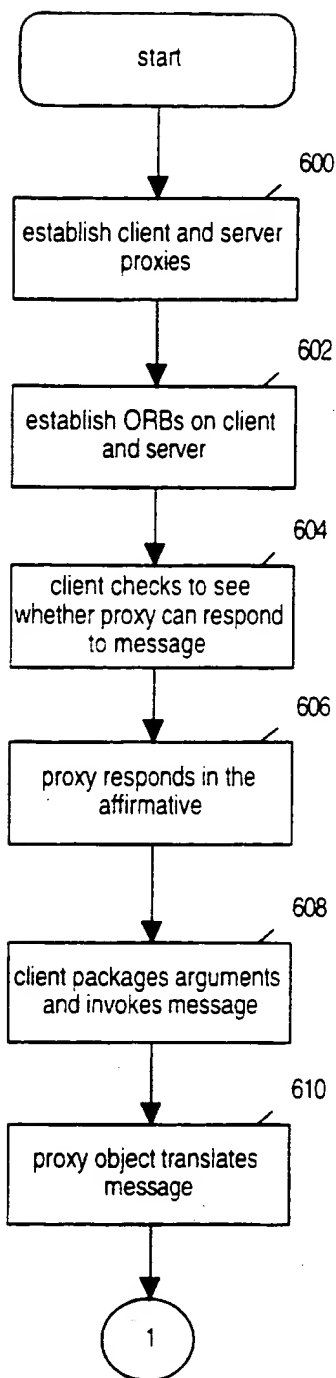 start
600
establish client and server
proxies
602
establish ORBs on client
and server
604
client checks to see
whether proxy can respond
to message
606
proxy responds in the
affirmative
608
client packages arguments
and invokes message
610
proxy object translates
message
1